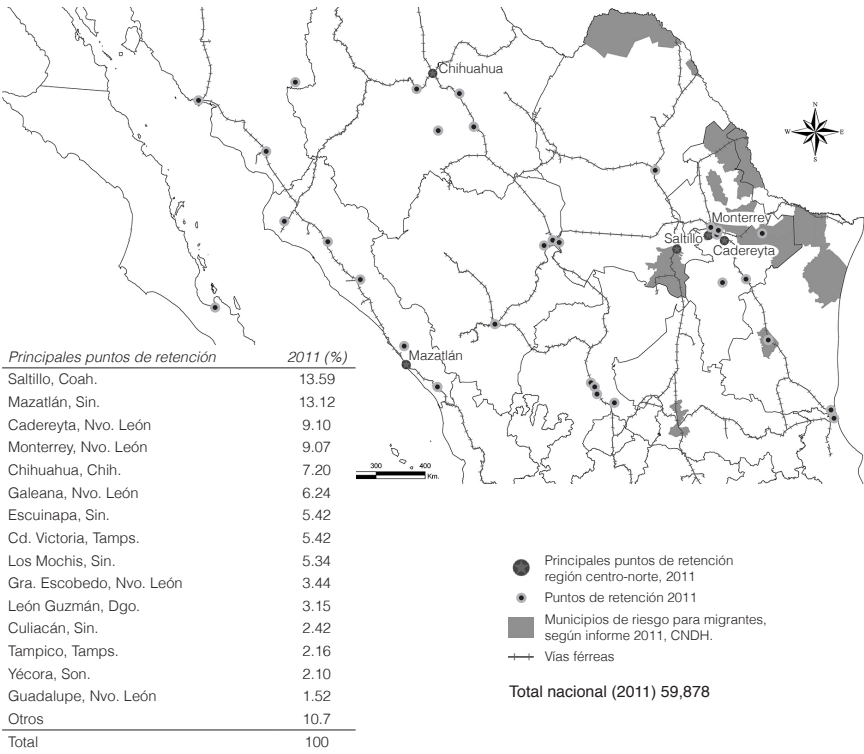 Chihuahua
N
W
E
S
Monterrey
Saltillo
Cadereyta
Mazatlán
300 400
Km.
Principales puntos de retención 2011 (%)
Saltillo, Coah. 13.59
Mazatlán, Sin. 13.12
Cadereyta, Nvo. León 9.10
Monterrey, Nvo. León 9.07
Chihuahua, Chih. 7.20
Galeana, Nvo. León 6.24
Escuinapa, Sin. 5.42
Cd. Victoria, Tamps. 5.42
Los Mochis, Sin. 5.34
Gra. Escobedo, Nvo. León 3.44
León Guzmán, Dgo. 3.15
Culiacán, Sin. 2.42
Tampico, Tamps. 2.16
Yécora, Son. 2.10
Guadalupe, Nvo. León 1.52
Otros 10.7
Total 100
Principales puntos de retención
región centro-norte, 2011
Puntos de retención 2011
Municipios de riesgo para migrantes,
según informe 2011, CNDH.
Vías férreas
Total nacional (2011) 59,878